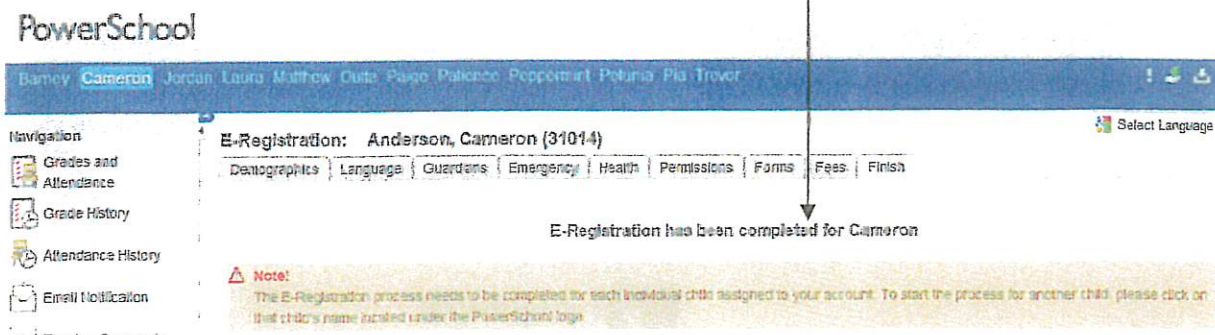 PowerSchool
Barney Cameron Jordan Laura Matthew Paige Patience Peppermint Petunia Pia Trevor
Select Language
Navigation
E-Registration: Anderson, Cameron (31014)
Grades and
Attendance
Demographics Language Guardians Emergency Health Permissions Forms Fees Finish
Grade History
E-Registration has been completed for Cameron
Attendance History
Note!
Email Notification
The E-Registration process needs to be completed for each individual child assigned to your account. To start the process for another child, please click on
that child's name located under the PowerSchool logo.